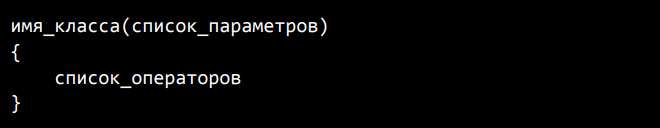 имя_класса(список_параметров)
{
    список_операторов
}